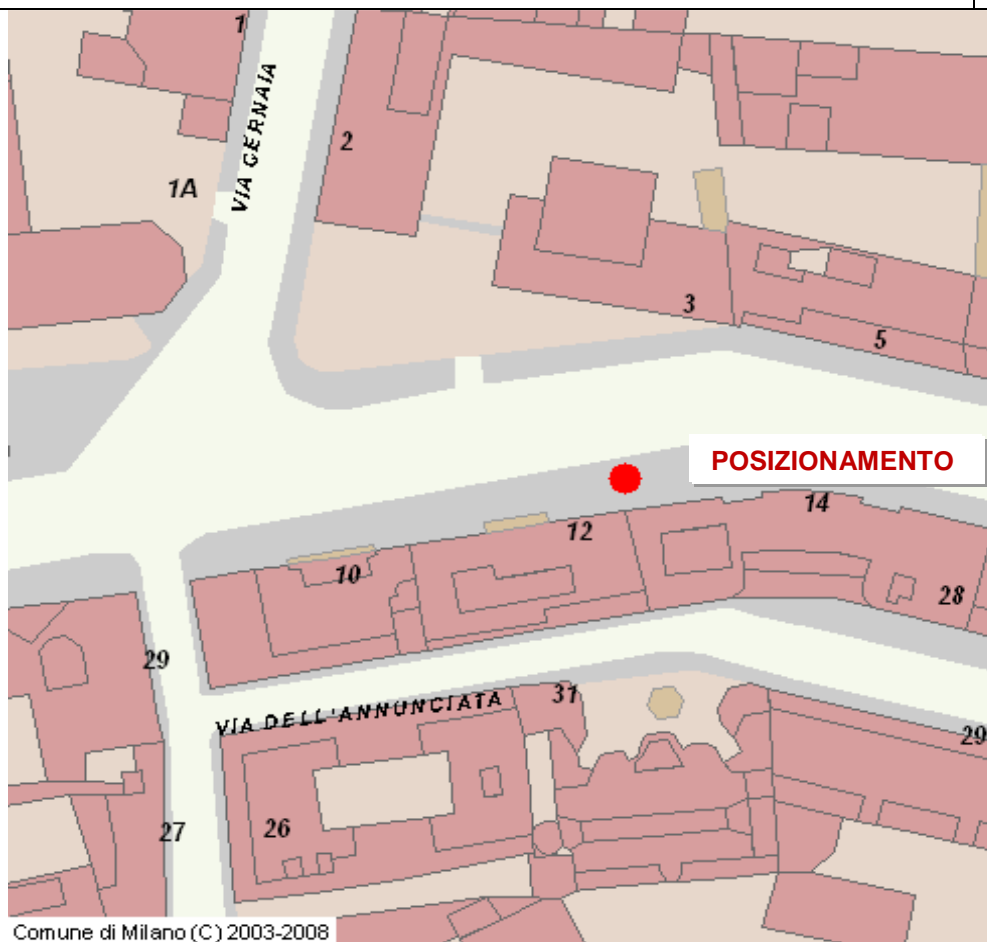 1
VIA CERNAIA
2
1A
3
5
POSIZIONAMENTO
14
12
10
28
29
31
VIA DELL'ANNUNCIATA
29
27
26
Comune di Milano (C) 2003-2008